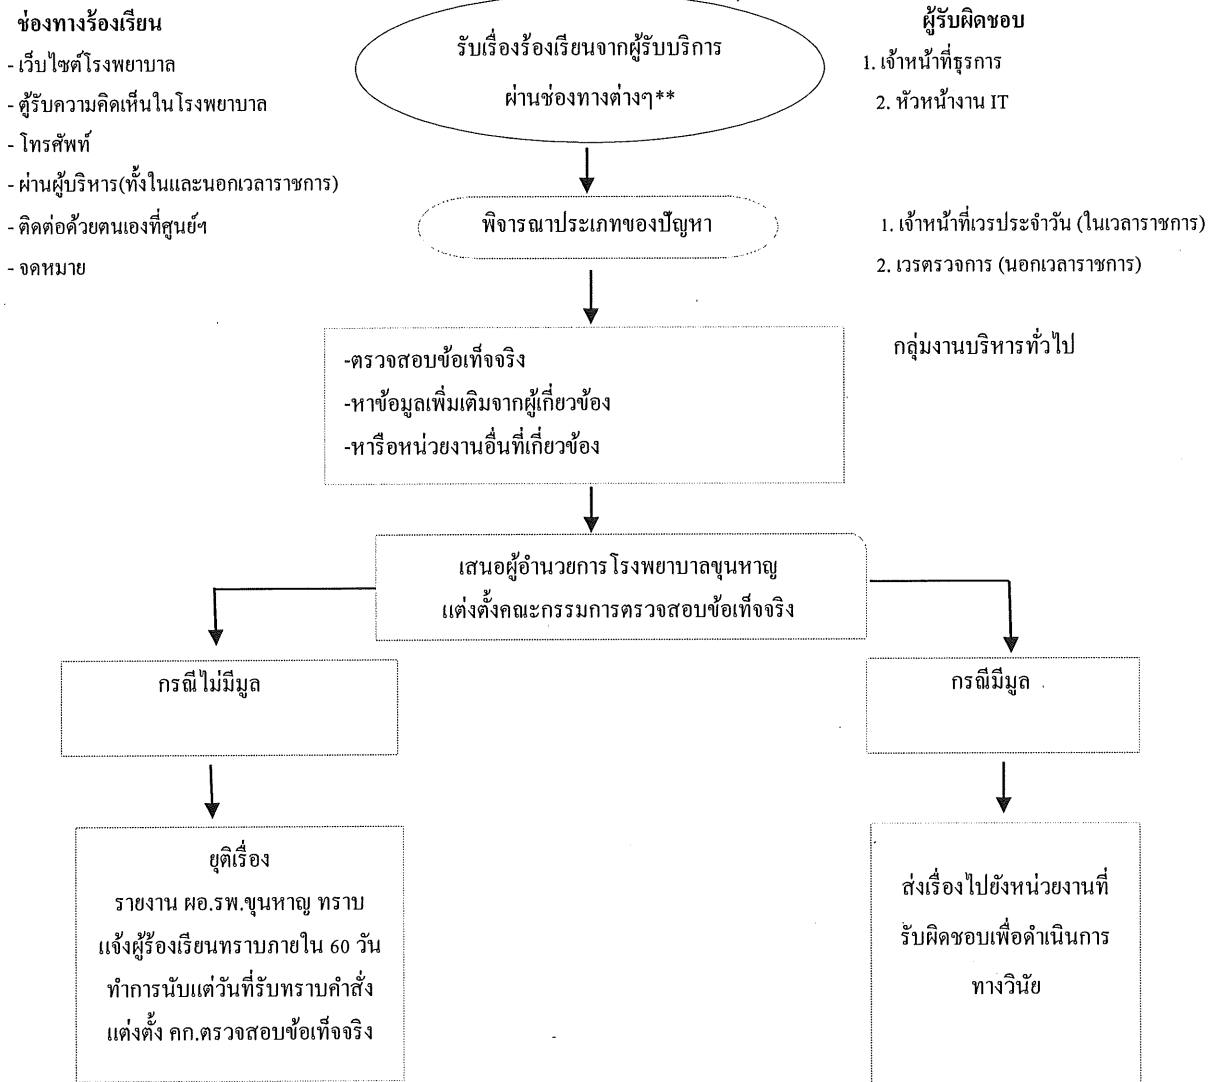 ช่องทางร้องเรียน
- เว็บไซต์โรงพยาบาล
- ตู้รับความคิดเห็นในโรงพยาบาล
- โทรศัพท์
- ผ่านผู้บริหาร(ทั้งในและนอกเวลาราชการ)
- ติดต่อด้วยตนเองที่ศูนย์ฯ
- จดหมาย
รับเรื่องร้องเรียนจากผู้รับบริการ
ผ่านช่องทางต่างๆ**
ผู้รับผิดชอบ
1. เจ้าหน้าที่ธุรการ
2. หัวหน้างาน IT
พิจารณาประเภทของปัญหา
1. เจ้าหน้าที่เวรประจำวัน (ในเวลาราชการ)
2. เวรตรวจการ (นอกเวลาราชการ)
-ตรวจสอบข้อเท็จจริง
-หาข้อมูลเพิ่มเติมจากผู้เกี่ยวข้อง
-หารือหน่วยงานอื่นที่เกี่ยวข้อง
กลุ่มงานบริหารทั่วไป
เสนอผู้อำนวยการโรงพยาบาลขุนหาญ
แต่งตั้งคณะกรรมการตรวจสอบข้อเท็จจริง
กรณีไม่มีมูล
กรณีมีมูล
ยุติเรื่อง
รายงาน ผอ.รพ.ขุนหาญ ทราบ
แจ้งผู้ร้องเรียนทราบภายใน 60 วัน
ทำการนับแต่วันที่รับทราบคำสั่ง
แต่งตั้ง คก.ตรวจสอบข้อเท็จจริง
ส่งเรื่องไปยังหน่วยงานที่
รับผิดชอบเพื่อดำเนินการ
ทางวินัย